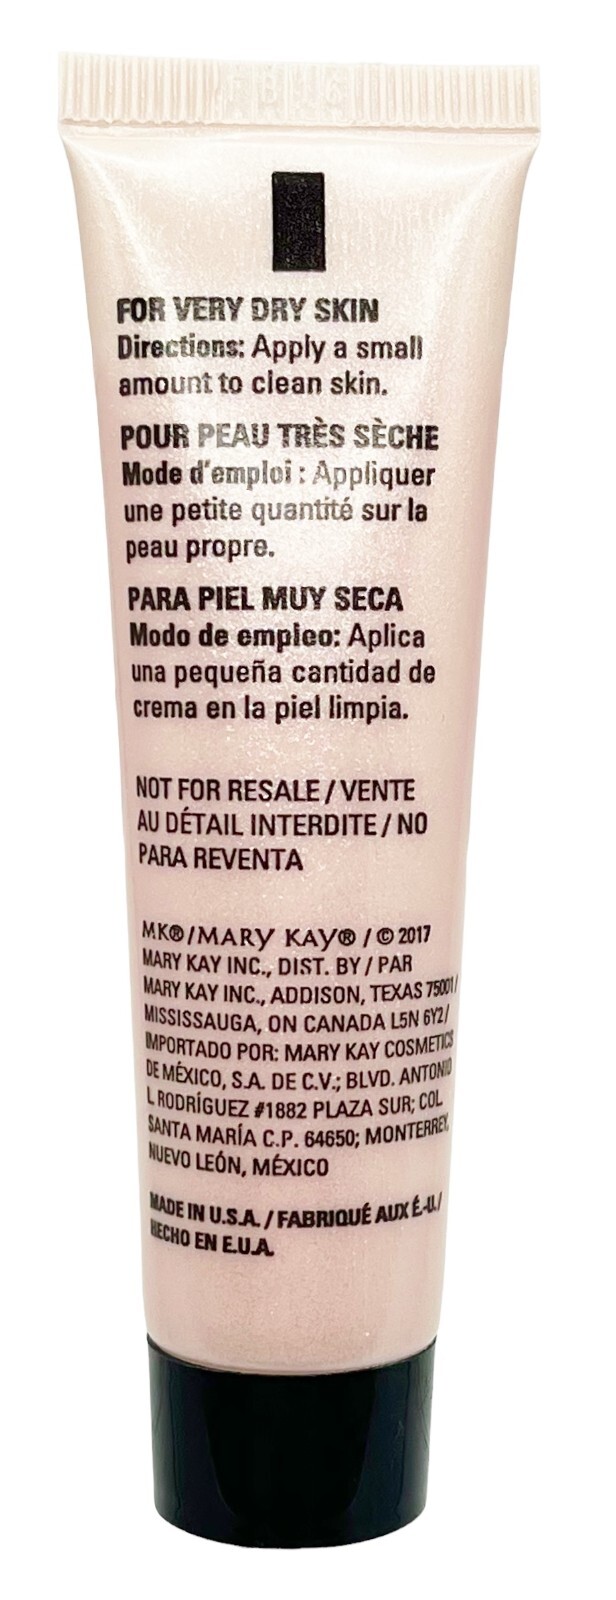 FOR VERY DRY SKIN
Directions: Apply a small
amount to clean skin.
POUR PEAU TRÈS SÈCHE
Mode d'emploi : Appliquer
une petite quantité sur la
peau propre.
PARA PIEL MUY SECA
Modo de empleo: Aplica
una pequeña cantidad de
crema en la piel limpia.
NOT FOR RESALE / VENTE
AU DÉTAIL INTERDITE / NO
PARA REVENTA
MK® / MARY KAY® / © 2017
MARY KAY INC., DIST. BY / PAR
MARY KAY INC., ADDISON, TEXAS 75001 /
MISSISSAUGA, ON CANADA L5N 6Y2 /
IMPORTADO POR: MARY KAY COSMETICS
DE MÉXICO, S.A. DE C.V.; BLVD. ANTONIO
L RODRÍGUEZ #1882 PLAZA SUR; COL.
SANTA MARÍA C.P. 64650; MONTERREY,
NUEVO LEÓN, MÉXICO
MADE IN U.S.A. / FABRIQUÉ AUX É.-U. /
HECHO EN E.U.A.